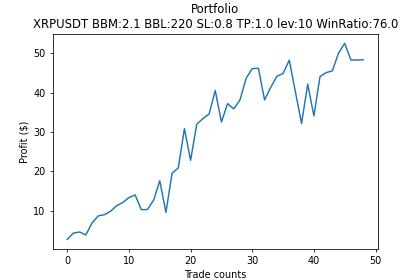 Portfolio
XRPUSDT BBM:2.1 BBL:220 SL:0.8 TP:1.0 lev:10 WinRatio:76.0
50
40
30
20
10
Profit ($)
0 10 20 30 40 50
Trade counts